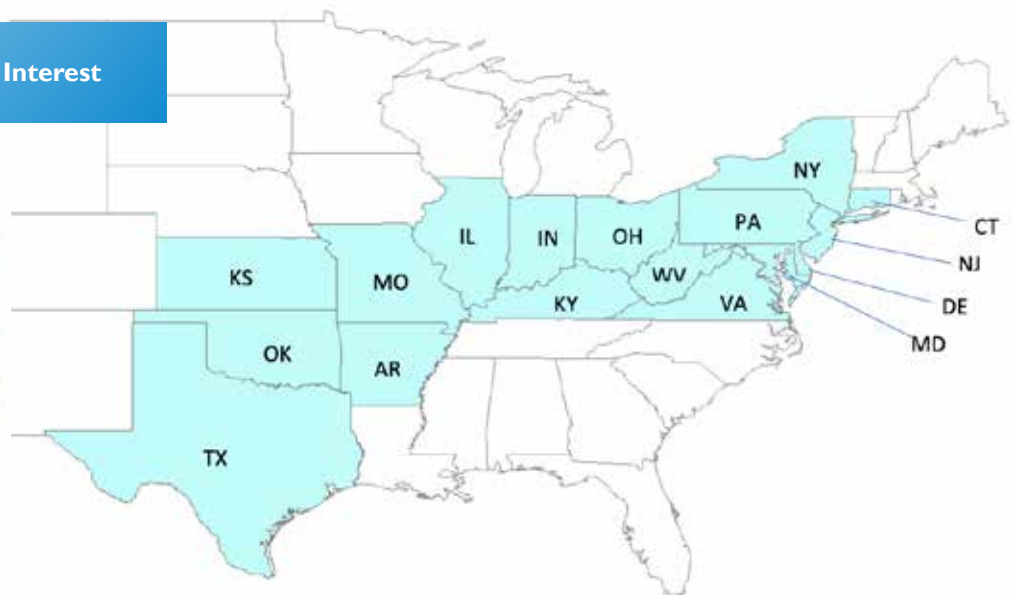 Interest
NY
CT
PA
NJ
IL
IN
OH
WV
DE
KS
MO
KY
VA
MD
OK
AR
TX